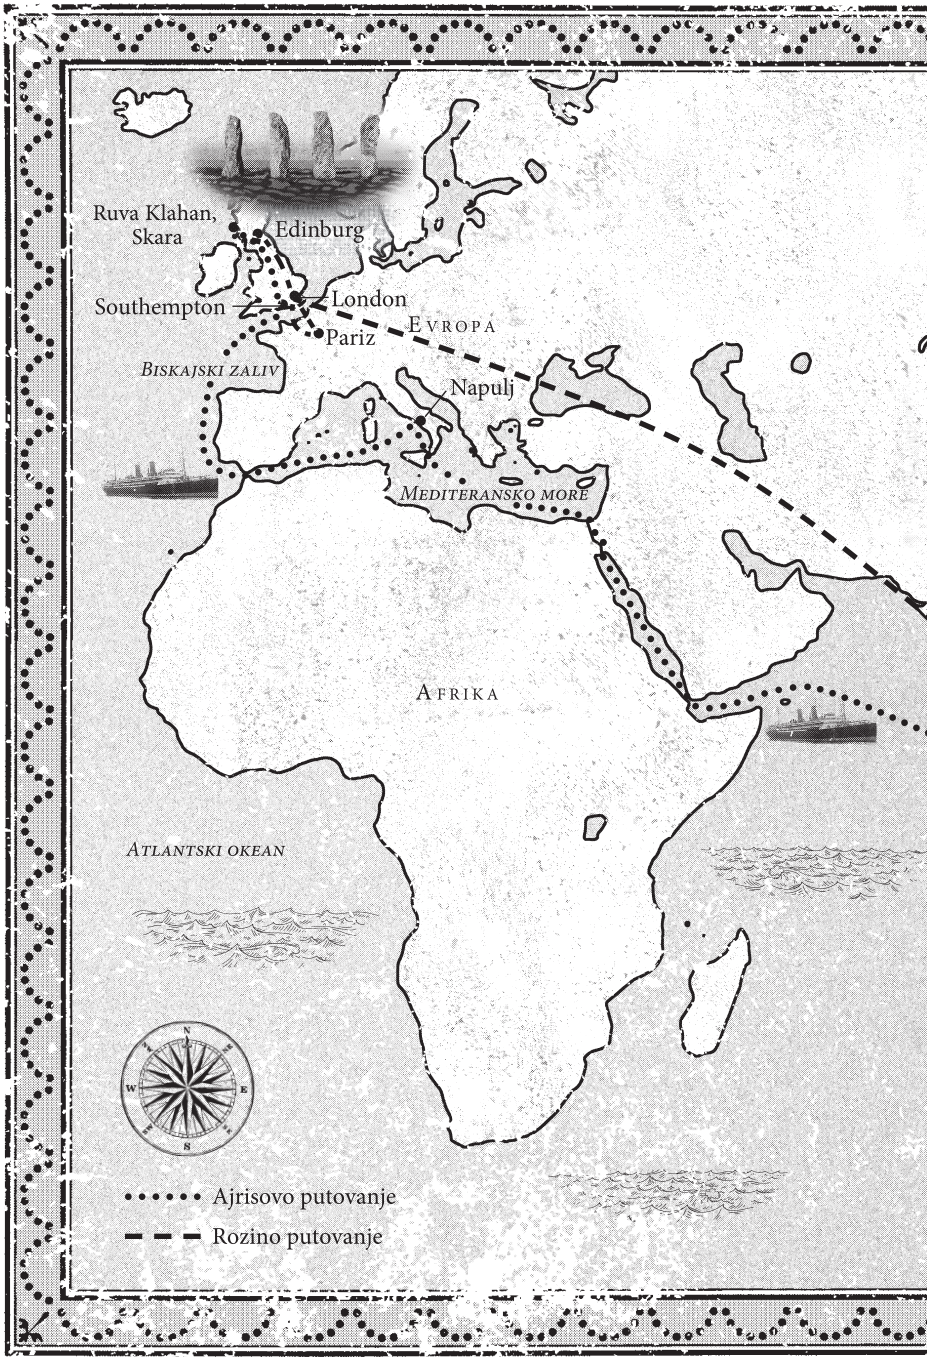 Ruva Klahan,
Skara
Edinburg
Southempton
London
Pariz
EVROPA
BISKAJSKI ZALIV
Napulj
MEDITERANSKO MORE
AFRIKA
ATLANTSKI OKEAN
N
W
E
S
Ajrisovo putovanje
Rozino putovanje